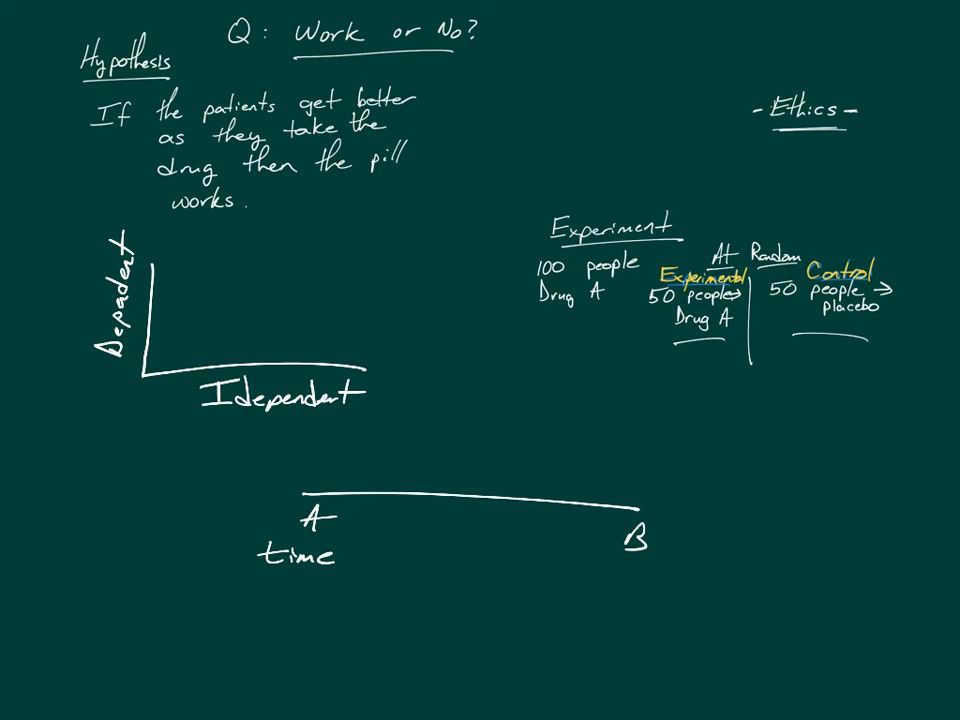 Q: Work or No?
Hypothesis
If the patients get better
as they take the
drug then the pill
works.
- Ethics -
Experiment
100 people
Drug A
At Random
Experimental
50 people →
Drug A
Control
50 people →
placebo
Depadent
Idependent
A
B
time